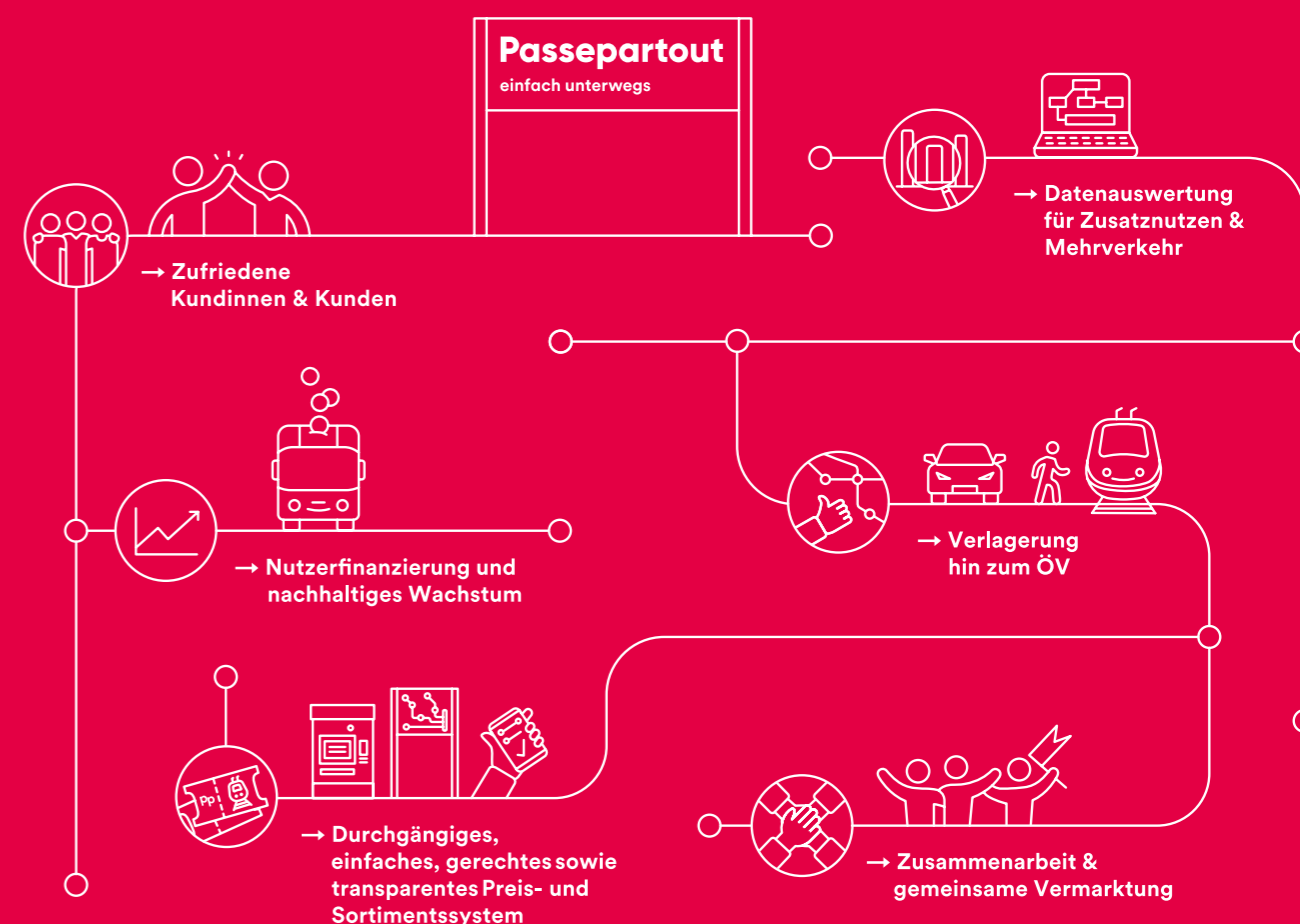 Passepartout
einfach unterwegs
→ Datenauswertung
für Zusatznutzen &
Mehrverkehr
→ Zufriedene
Kundinnen & Kunden
→ Verlagerung
hin zum ÖV
→ Nutzerfinanzierung und
nachhaltiges Wachstum
Pp
→ Durchgängiges,
einfaches, gerechtes sowie
transparentes Preis- und
Sortimentssystem
→ Zusammenarbeit &
gemeinsame Vermarktung